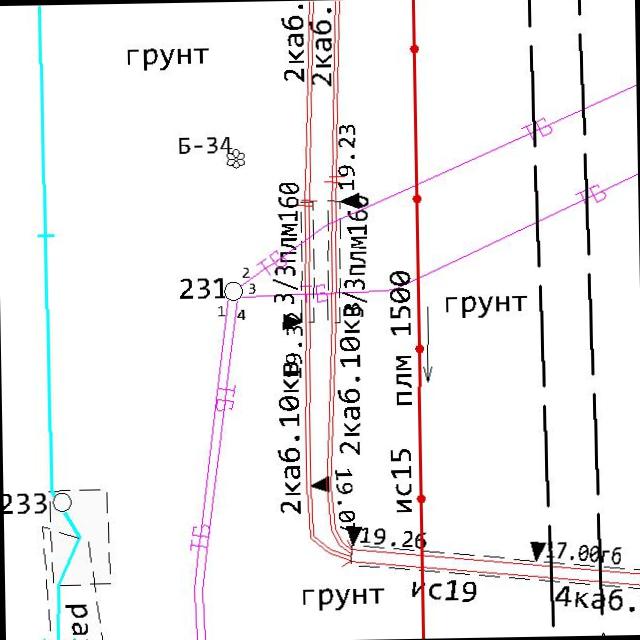 2каб.
2каб.
грунт
Б-34
19.23
3/3плм160
3/3плм160
ТБ
ТБ
ТБ
231
2
3
1
4
ТБ
грунт
плм 1500
2каб.10кв
2каб.10кв
19.32
ТБ
ис15
233
19.0
ТБ
19.26
17.00гб
грунт
ис19
4каб.
ра